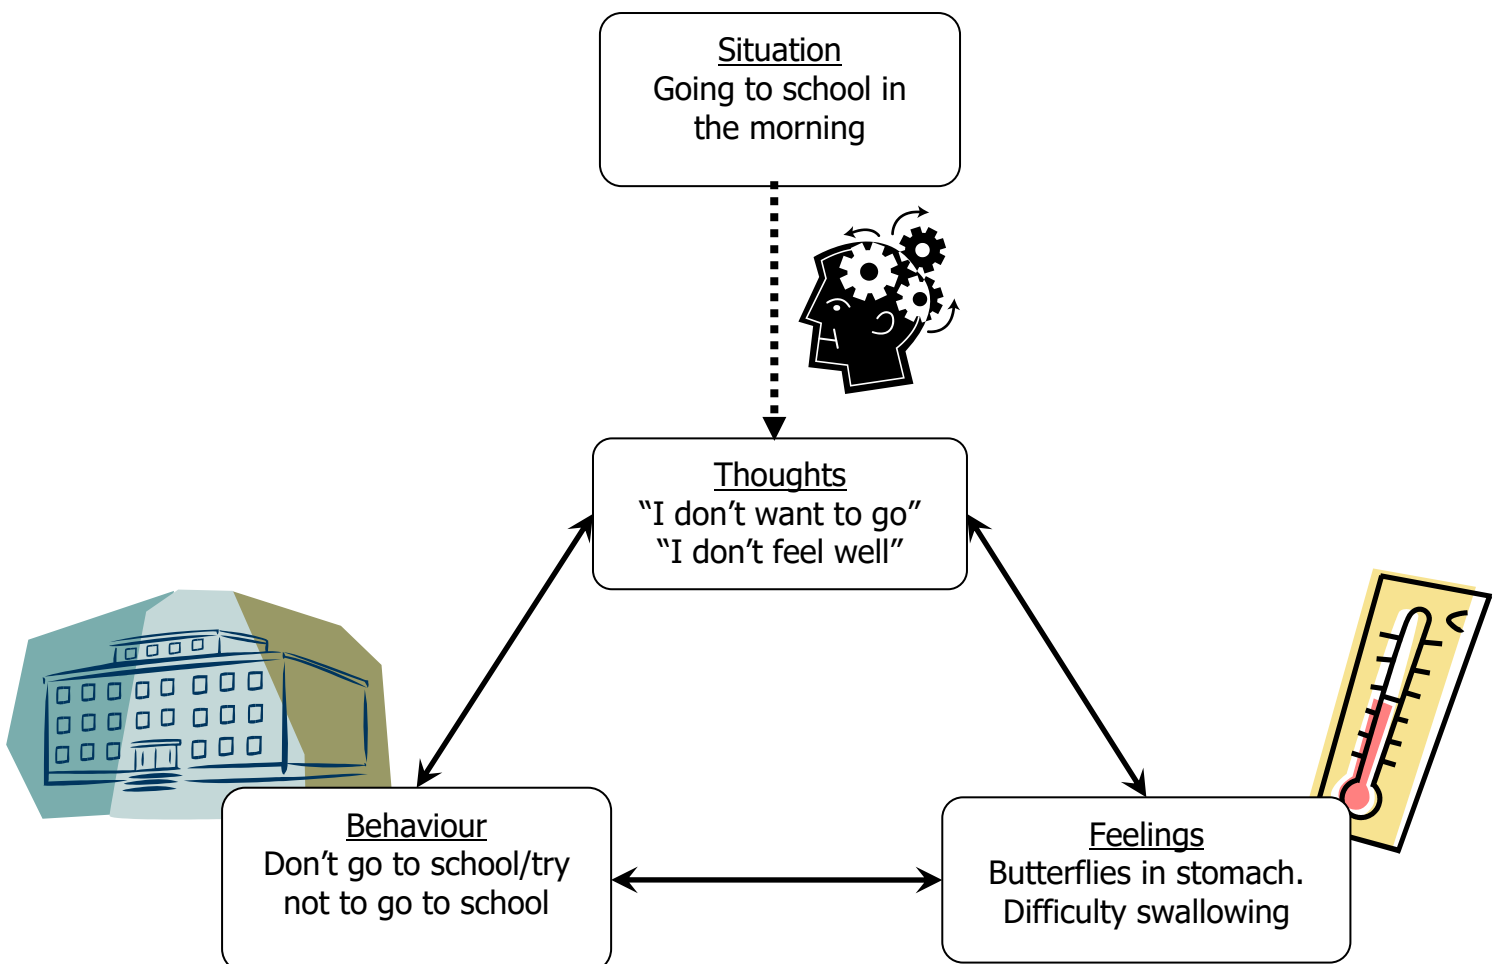 Situation
Going to school in
the morning
Thoughts
“I don’t want to go”
“I don’t feel well”
Behaviour
Don’t go to school/try
not to go to school
Feelings
Butterflies in stomach.
Difficulty swallowing